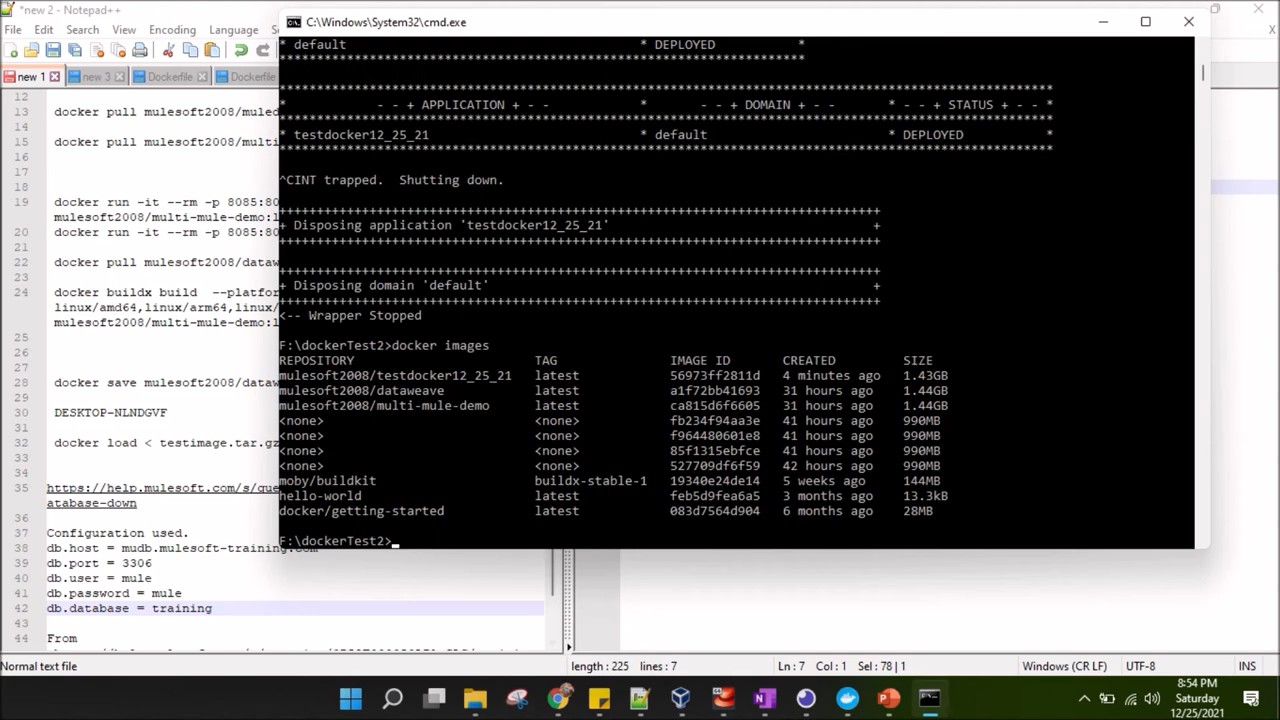 *new 2 - Notepad++
File Edit Search View Encoding Language
new 1 new 3 Dockerfile Dockerfile
12
13 docker pull mulesoft2008/muled
14
15 docker pull mulesoft2008/multi
16
17
18
19 docker run -it --rm -p 8085:80
mulesoft2008/multi-mule-demo:l
20 docker run -it --rm -p 8085:80
21
22 docker pull mulesoft2008/dataw
23
24 docker buildx build --platfor
linux/amd64,linux/arm64,linux/
mulesoft2008/multi-mule-demo:l
25
26
27
28 docker save mulesoft2008/dataw
29
30 DESKTOP-NLNDGVF
31
32 docker load < testimage.tar.gz
33
34
35 https://help.mulesoft.com/s/que
atabase-down
36
37 Configuration used.
38 db.host = mudb.mulesoft-training.com
39 db.port = 3306
40 db.user = mule
41 db.password = mule
42 db.database = training
43
44 From
C:\Windows\System32\cmd.exe
* default * DEPLOYED *
**********************************************************************
*******************************************************************************************************
* - - + APPLICATION + - - * - - + DOMAIN + - - * - - + STATUS + - - *
*******************************************************************************************************
* testdocker12_25_21 * default * DEPLOYED *
*******************************************************************************************************
^CINT trapped.  Shutting down.
++++++++++++++++++++++++++++++++++++++++++++++++++++++++++++++++++++++++++++++++
+ Disposing application 'testdocker12_25_21' +
++++++++++++++++++++++++++++++++++++++++++++++++++++++++++++++++++++++++++++++++
++++++++++++++++++++++++++++++++++++++++++++++++++++++++++++++++++++++++++++++++
+ Disposing domain 'default' +
++++++++++++++++++++++++++++++++++++++++++++++++++++++++++++++++++++++++++++++++
<-- Wrapper Stopped
F:\dockerTest2>docker images
REPOSITORY TAG IMAGE ID CREATED SIZE
mulesoft2008/testdocker12_25_21 latest 56973ff2811d 4 minutes ago 1.43GB
mulesoft2008/dataweave latest a1f72bb41693 31 hours ago 1.44GB
mulesoft2008/multi-mule-demo latest ca815d6f6605 31 hours ago 1.44GB
<none> <none> fb234f94aa3e 41 hours ago 990MB
<none> <none> f964480601e8 41 hours ago 990MB
<none> <none> 85f1315ebfce 41 hours ago 990MB
<none> <none> 527709df6f59 42 hours ago 990MB
moby/buildkit buildx-stable-1 19340e24de14 5 weeks ago 144MB
hello-world latest feb5d9fea6a5 3 months ago 13.3kB
docker/getting-started latest 083d7564d904 6 months ago 28MB
F:\dockerTest2>
Normal text file length : 225 lines : 7 Ln : 7 Col : 1 Sel : 78 | 1 Windows (CR LF) UTF-8 INS
8:54 PM
Saturday
12/25/2021